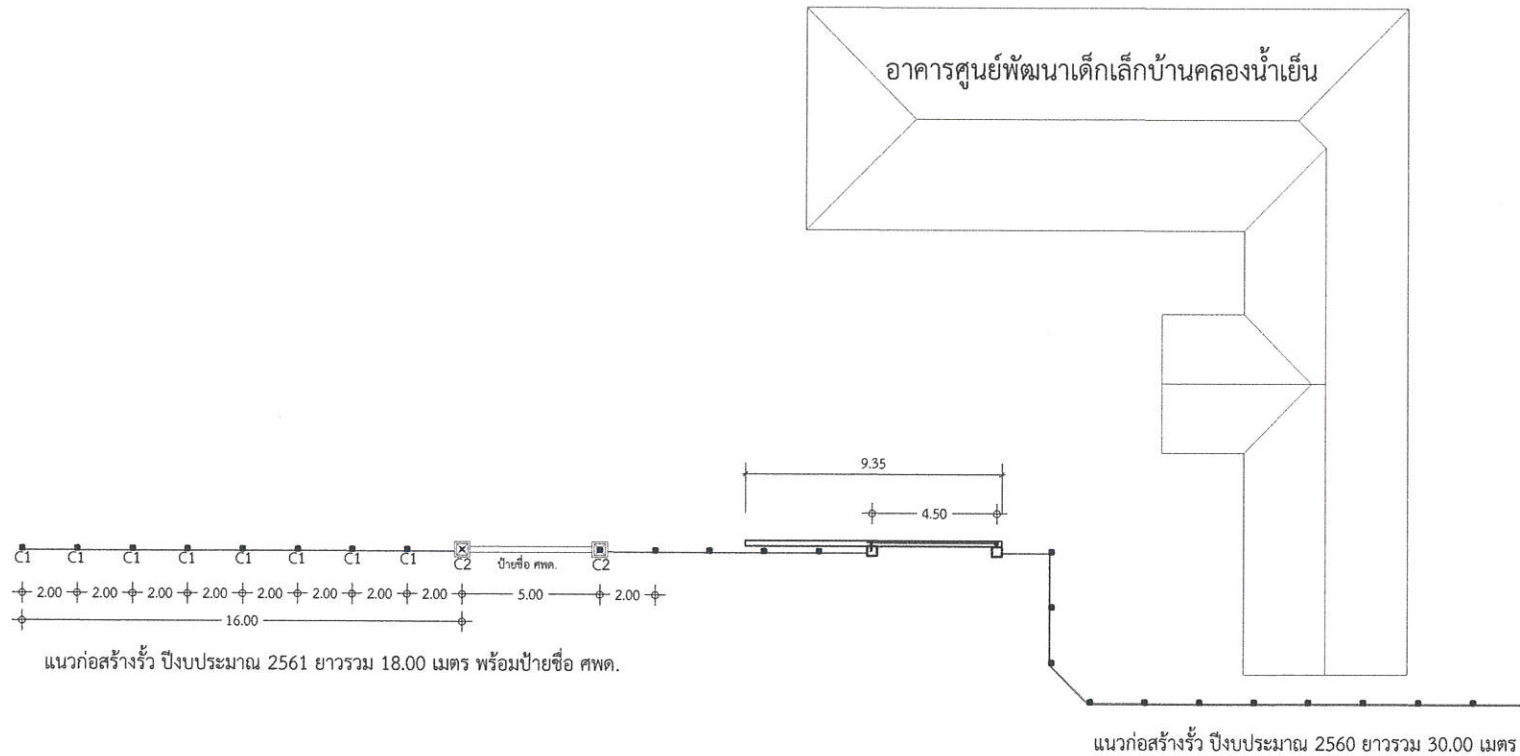 อาคารศูนย์พัฒนาเด็กเล็กบ้านคลองน้ำเย็น
9.35
4.50
C1 C1 C1 C1 C1 C1 C1 C1 C2 ป้ายชื่อ ศพด. C2
2.00 2.00 2.00 2.00 2.00 2.00 2.00 2.00 5.00 2.00
16.00
แนวก่อสร้างรั้ว ปีงบประมาณ 2561 ยาวรวม 18.00 เมตร พร้อมป้ายชื่อ ศพด.
แนวก่อสร้างรั้ว ปีงบประมาณ 2560 ยาวรวม 30.00 เมตร